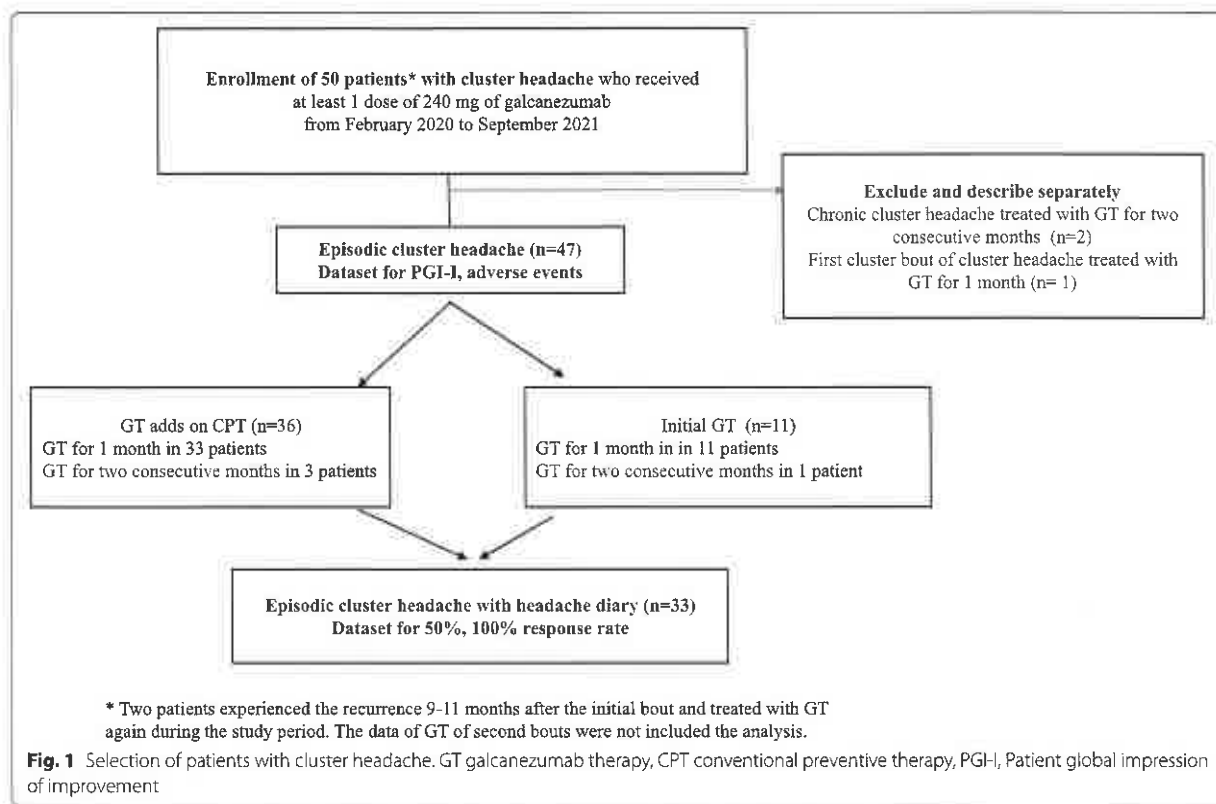 Enrollment of 50 patients* with cluster headache who received
at least 1 dose of 240 mg of galcanezumab
from February 2020 to September 2021
Exclude and describe separately
Chronic cluster headache treated with GT for two
consecutive months (n=2)
First cluster bout of cluster headache treated with
GT for 1 month (n= 1)
Episodic cluster headache (n=47)
Dataset for PGI-I, adverse events
GT adds on CPT (n=36)
GT for 1 month in 33 patients
GT for two consecutive months in 3 patients
Initial GT (n=11)
GT for 1 month in in 11 patients
GT for two consecutive months in 1 patient
Episodic cluster headache with headache diary (n=33)
Dataset for 50%, 100% response rate
* Two patients experienced the recurrence 9-11 months after the initial bout and treated with GT
again during the study period. The data of GT of second bouts were not included the analysis.
Fig. 1 Selection of patients with cluster headache. GT galcanezumab therapy, CPT conventional preventive therapy, PGI-I, Patient global impression
of improvement